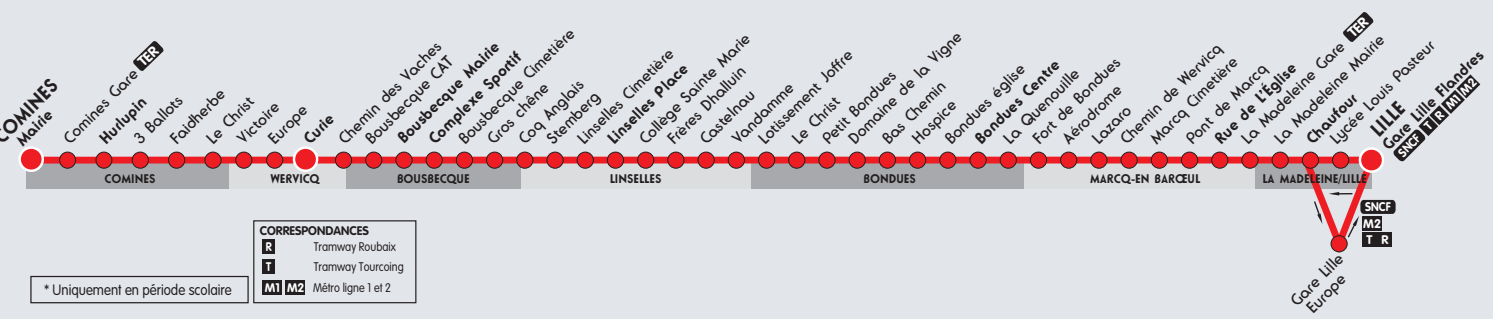 COMINES
Mairie
Comines Gare TER
Hurlupin
3 Ballots
Faidherbe
Le Christ
Victoire
Europe
Curie
Chemin des Vaches
Bousbecque CAT
Bousbecque Mairie
Complexe Sportif
Bousbecque Cimetière
Gros chêne
Coq Anglais
Stemberg
Linselles Cimetière
Linselles Place
Collège Sainte Marie
Frères Dhalluin
Castelnau
Vandamme
Lotissement Joffre
Le Christ
Petit Bondues
Domaine de la Vigne
Bas Chemin
Hospice
Bondues église
Bondues Centre
La Quenouille
Fort de Bondues
Aérodrome
Lazaro
Chemin de Wervicq
Marcq Cimetière
Pont de Marcq
Rue de L'Église
La Madeleine Gare TER
La Madeleine Mairie
Chaufour
Lycée Louis Pasteur
LILLE
Gare Lille Flandres
SNCF T R M1 M2
COMINES
WERVICQ
BOUSBECQUE
LINSELLES
BONDUES
MARCQ-EN BARŒUL
LA MADELEINE/LILLE
SNCF
M2
T R
Gare Lille
Europe
CORRESPONDANCES
R Tramway Roubaix
T Tramway Tourcoing
M1 M2 Métro ligne 1 et 2
* Uniquement en période scolaire